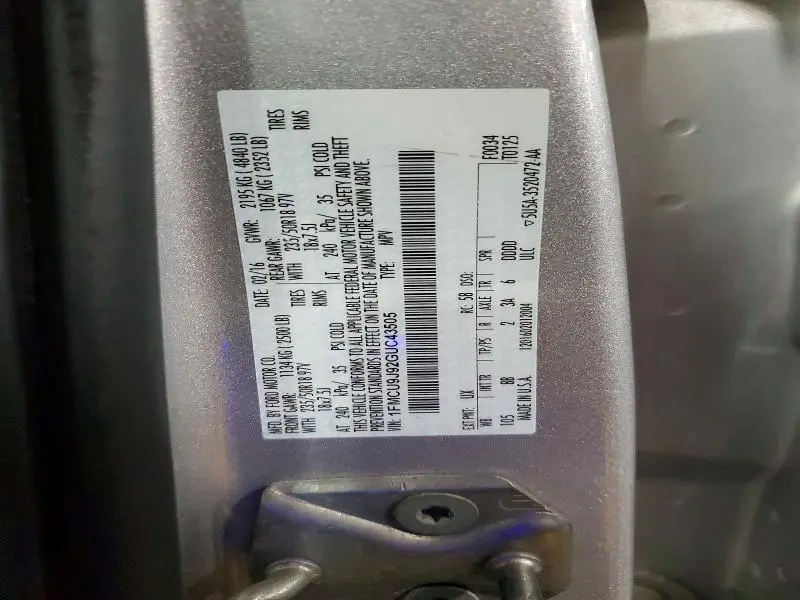 MFD. BY FORD MOTOR CO.
DATE: 02/16 GVWR: 2195 KG ( 4840 LB)
FRONT GAWR: 1134 KG ( 2500 LB) REAR GAWR: 1067 KG ( 2352 LB)
WITH 235/50R18 97V TIRES WITH 235/50R18 97V TIRES
18x7.5J RIMS 18x7.5J RIMS
AT 240 kPa/ 35 PSI COLD AT 240 kPa/ 35 PSI COLD
THIS VEHICLE CONFORMS TO ALL APPLICABLE FEDERAL MOTOR VEHICLE SAFETY AND THEFT
PREVENTION STANDARDS IN EFFECT ON THE DATE OF MANUFACTURE SHOWN ABOVE.
VIN: 1FMCU9J92GUC43505 TYPE: MPV
EXT PNT: UX RC: 58 DSO: F0034
WB INT TR TP/PS R AXLE TR SPR T0125
105 BB 2 3A 6 DDDD
MADE IN U.S.A. ULC ▽5U5A-3520472-AA